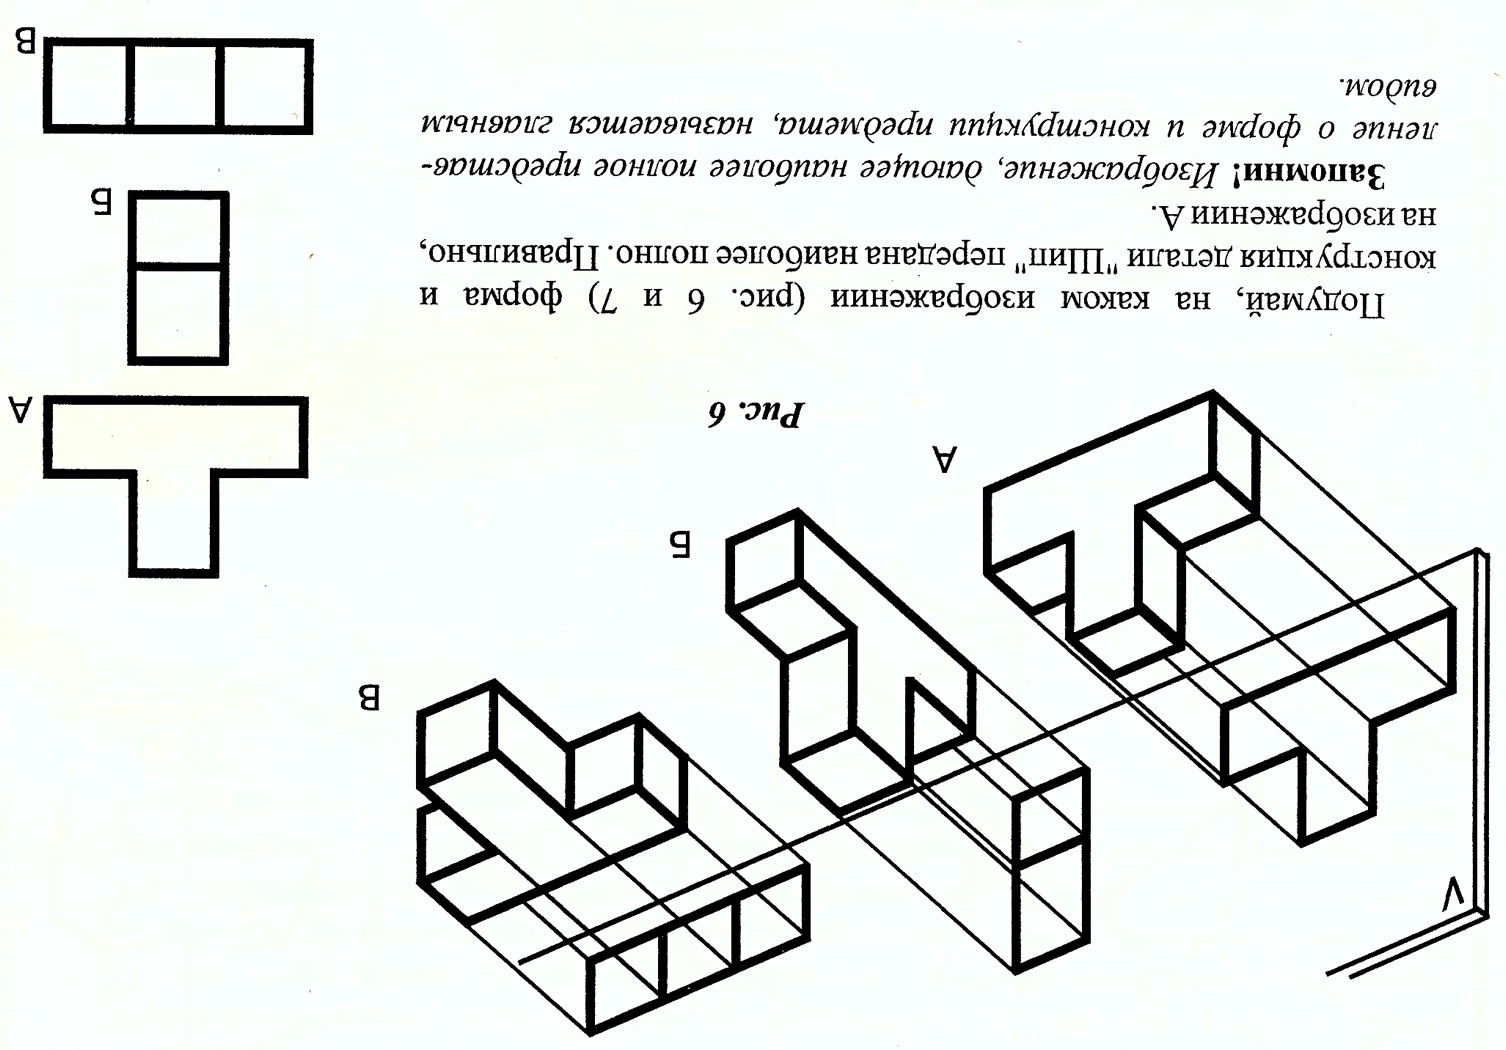 V
В
Б
А
Рис. 6
Подумай, на каком изображении (рис. 6 и 7) форма и
конструкция детали "Шип" передана наиболее полно. Правильно,
на изображении А.
Запомни! Изображение, дающее наиболее полное представ-
ление о форме и конструкции предмета, называется главным
видом.
А
Б
В